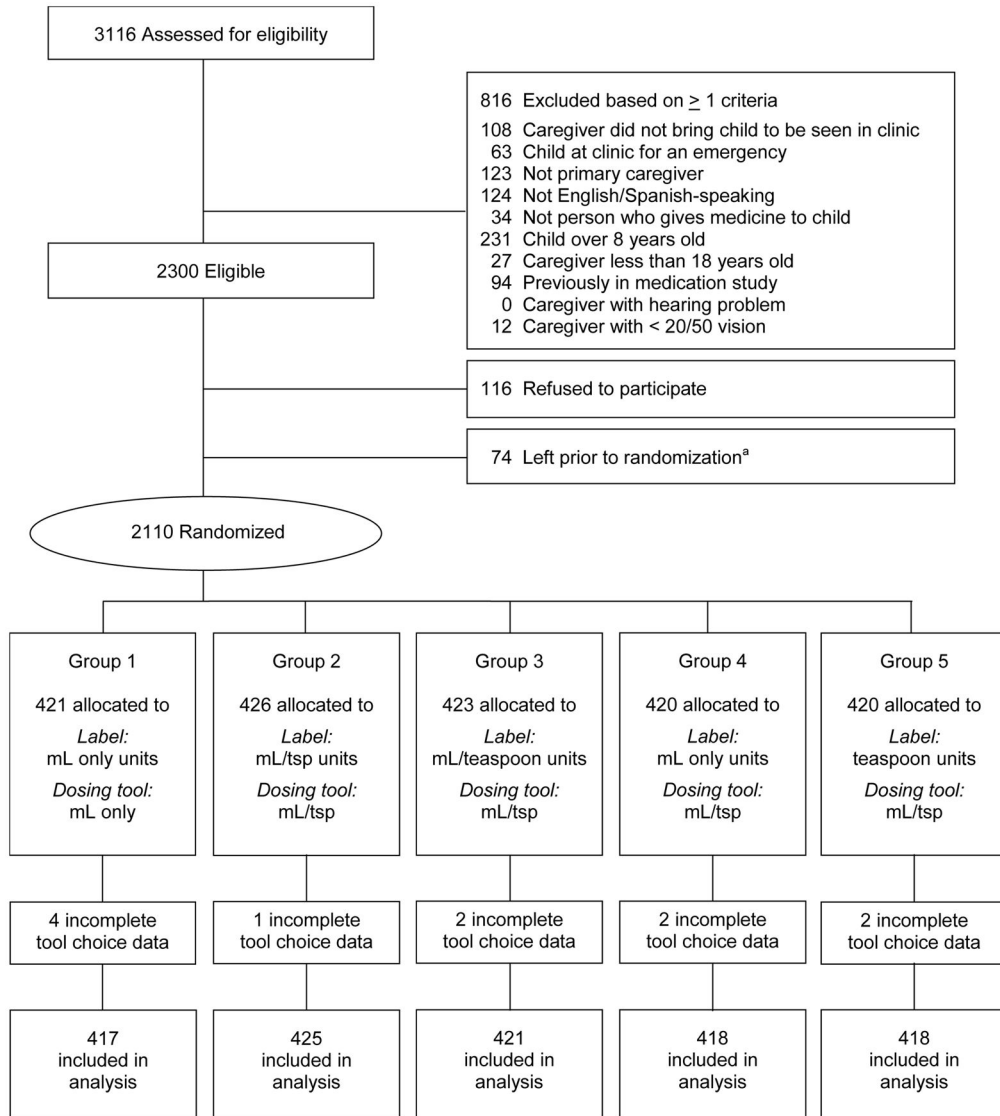 3116 Assessed for eligibility
816 Excluded based on ≥ 1 criteria
108 Caregiver did not bring child to be seen in clinic
63 Child at clinic for an emergency
123 Not primary caregiver
124 Not English/Spanish-speaking
34 Not person who gives medicine to child
231 Child over 8 years old
27 Caregiver less than 18 years old
94 Previously in medication study
0 Caregiver with hearing problem
12 Caregiver with < 20/50 vision
2300 Eligible
116 Refused to participate
74 Left prior to randomizationᵃ
2110 Randomized
Group 1
421 allocated to
Label:
mL only units
Dosing tool:
mL only
Group 2
426 allocated to
Label:
mL/tsp units
Dosing tool:
mL/tsp
Group 3
423 allocated to
Label:
mL/teaspoon units
Dosing tool:
mL/tsp
Group 4
420 allocated to
Label:
mL only units
Dosing tool:
mL/tsp
Group 5
420 allocated to
Label:
teaspoon units
Dosing tool:
mL/tsp
4 incomplete
tool choice data
1 incomplete
tool choice data
2 incomplete
tool choice data
2 incomplete
tool choice data
2 incomplete
tool choice data
417
included in
analysis
425
included in
analysis
421
included in
analysis
418
included in
analysis
418
included in
analysis